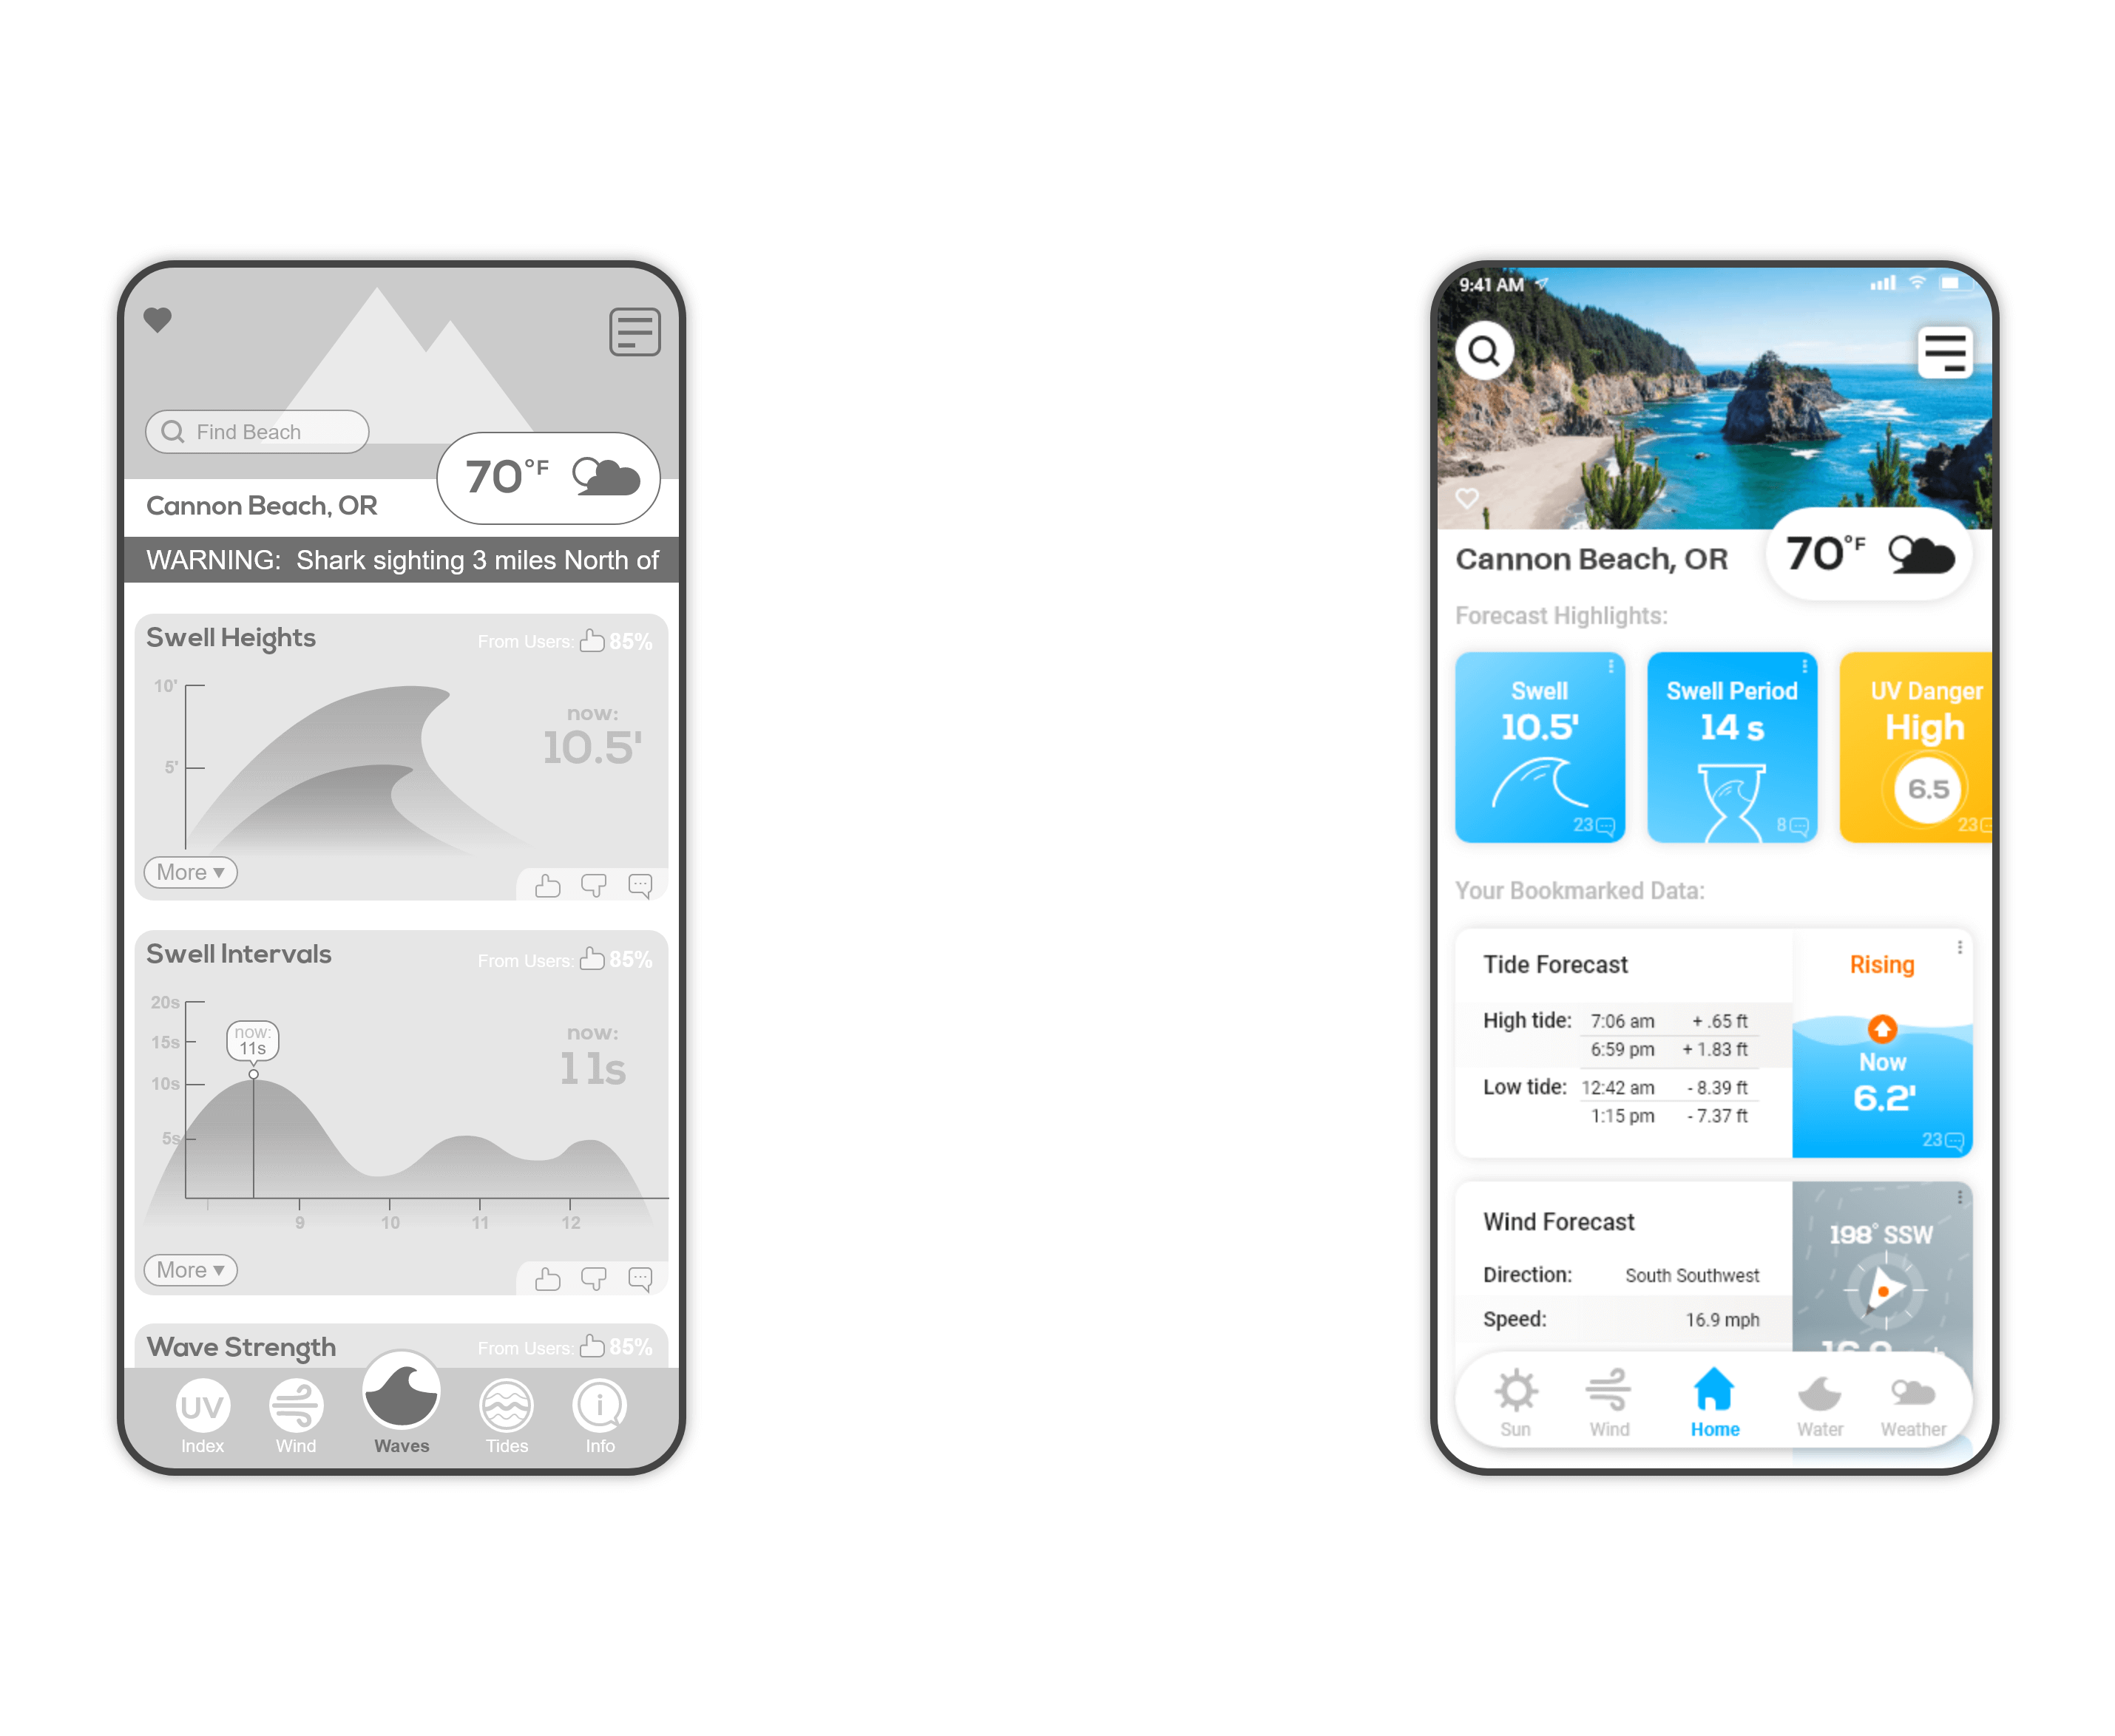 Find Beach
70°F
Cannon Beach, OR
WARNING: Shark sighting 3 miles North of
Swell Heights
From Users: 85%
10'
5'
now:
10.5'
More ▾
Swell Intervals
From Users: 85%
20s
15s
10s
5s
now:
11s
now:
11s
9 10 11 12
More ▾
Wave Strength
From Users: 85%
UV
i
Index Wind Waves Tides Info
9:41 AM
Cannon Beach, OR
70°F
Forecast Highlights:
Swell
10.5'
23
Swell Period
14 s
8
UV Danger
High
6.5
23
Your Bookmarked Data:
Tide Forecast
High tide: 7:06 am + .65 ft
6:59 pm + 1.83 ft
Low tide: 12:42 am - 8.39 ft
1:15 pm - 7.37 ft
Rising
Now
6.2'
23
Wind Forecast
Direction: South Southwest
Speed: 16.9 mph
198° SSW
Sun Wind Home Water Weather